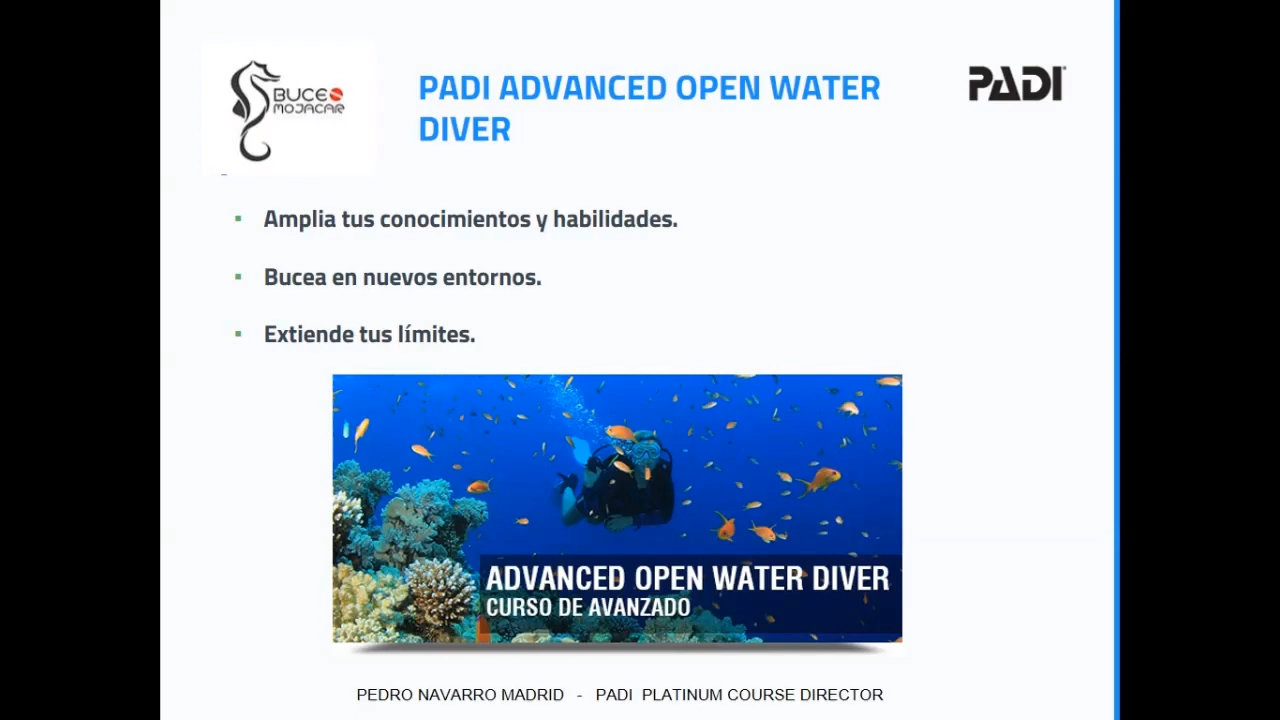 BUCEO
MOJACAR
PADI ADVANCED OPEN WATER
DIVER
PADI
Amplia tus conocimientos y habilidades.
Bucea en nuevos entornos.
Extiende tus límites.
ADVANCED OPEN WATER DIVER
CURSO DE AVANZADO
PEDRO NAVARRO MADRID - PADI PLATINUM COURSE DIRECTOR